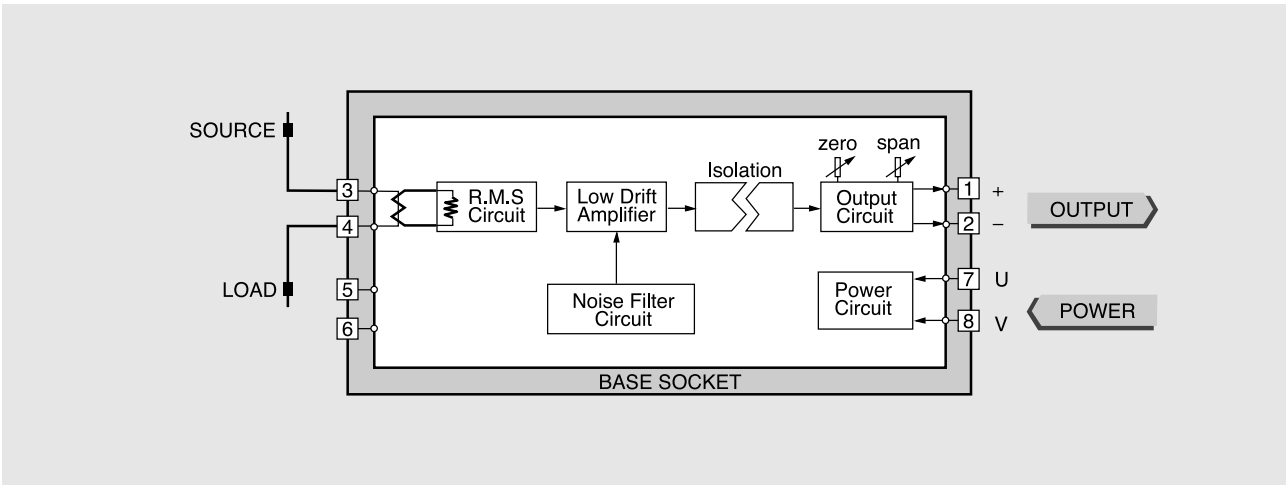 SOURCE
LOAD
3
4
5
6
R.M.S
Circuit
Low Drift
Amplifier
Noise Filter
Circuit
Isolation
zero
span
Output
Circuit
Power
Circuit
1 +
2 −
7 U
8 V
OUTPUT
POWER
BASE SOCKET